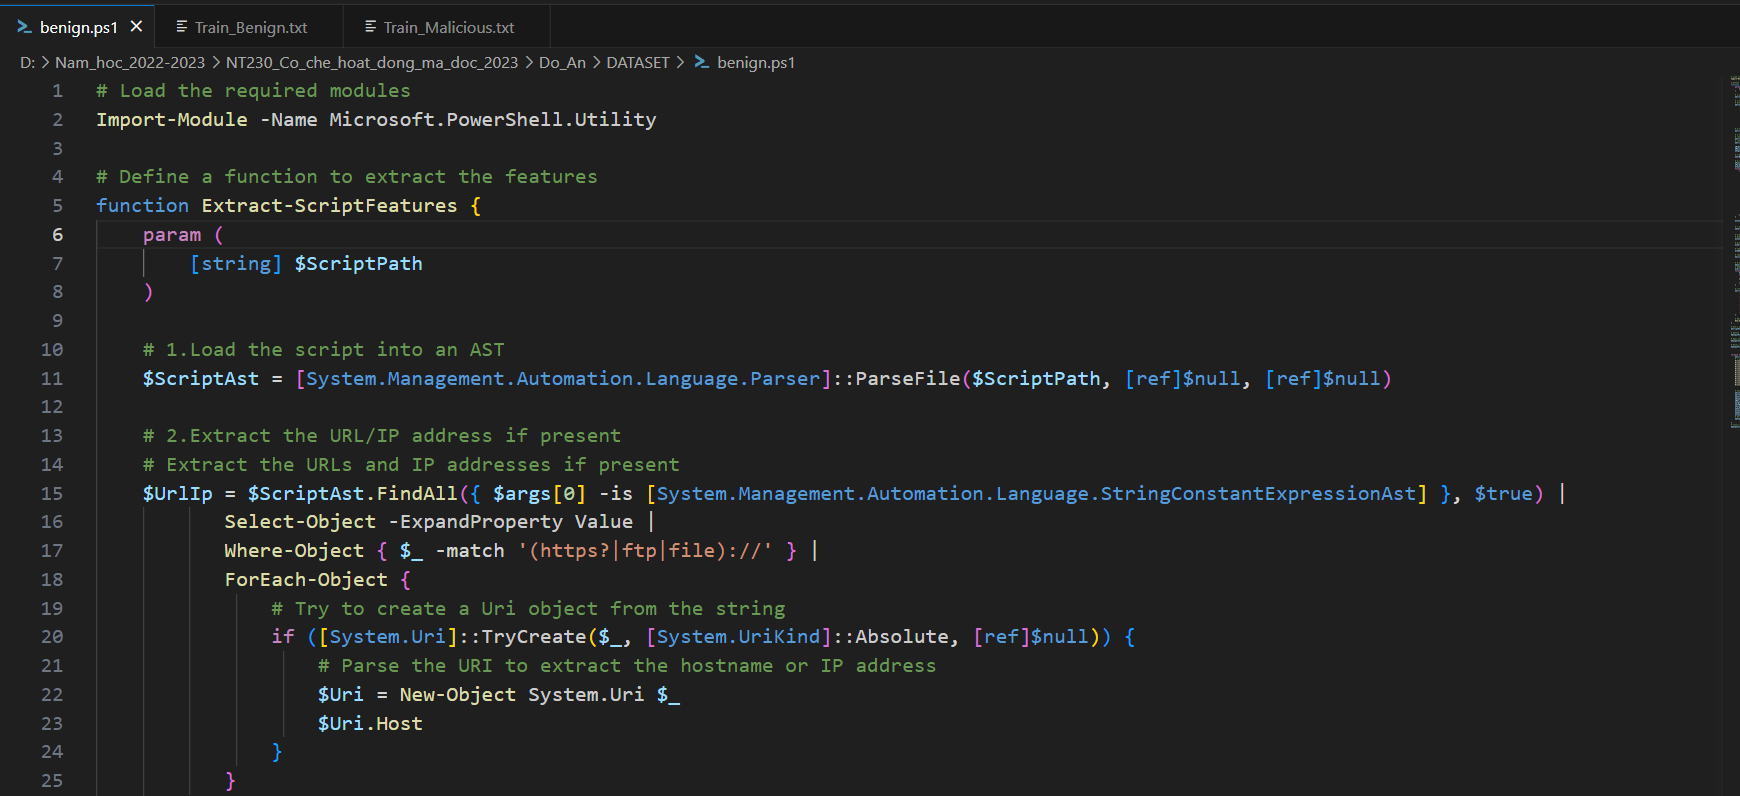 benign.ps1 Train_Benign.txt Train_Malicious.txt
D: > Nam_hoc_2022-2023 > NT230_Co_che_hoat_dong_ma_doc_2023 > Do_An > DATASET > benign.ps1
1 # Load the required modules
2 Import-Module -Name Microsoft.PowerShell.Utility
3
4 # Define a function to extract the features
5 function Extract-ScriptFeatures {
6 param (
7 [string] $ScriptPath
8 )
9
10 # 1.Load the script into an AST
11 $ScriptAst = [System.Management.Automation.Language.Parser]::ParseFile($ScriptPath, [ref]$null, [ref]$null)
12
13 # 2.Extract the URL/IP address if present
14 # Extract the URLs and IP addresses if present
15 $UrlIp = $ScriptAst.FindAll({ $args[0] -is [System.Management.Automation.Language.StringConstantExpressionAst] }, $true) |
16 Select-Object -ExpandProperty Value |
17 Where-Object { $_ -match '(https?|ftp|file)://' } |
18 ForEach-Object {
19 # Try to create a Uri object from the string
20 if ([System.Uri]::TryCreate($_, [System.UriKind]::Absolute, [ref]$null)) {
21 # Parse the URI to extract the hostname or IP address
22 $Uri = New-Object System.Uri $_
23 $Uri.Host
24 }
25 }